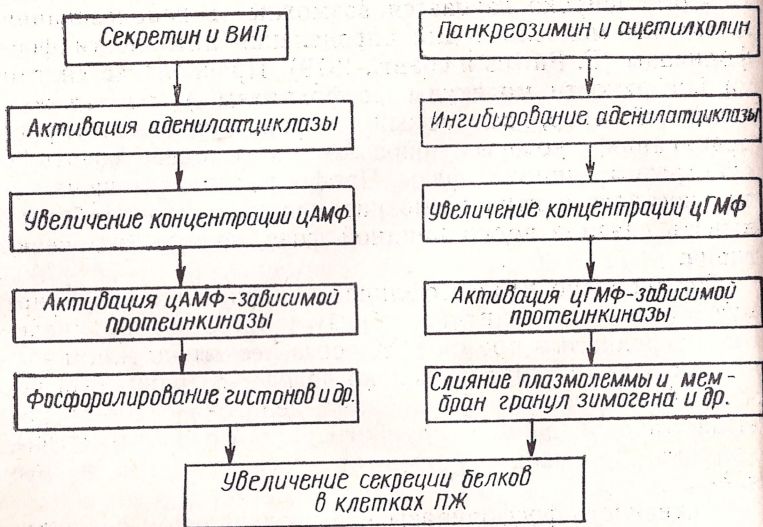 Секретин и ВИП
Активация аденилатциклазы
Увеличение концентрации цАМФ
Активация цАМФ-зависимой
протеинкиназы
Фосфорилирование гистонов и др.
Панкреозимин и ацетилхолин
Ингибирование аденилатциклазы
Увеличение концентрации цГМФ
Активация цГМФ-зависимой
протеинкиназы
Слияние плазмолеммы и мем-
бран гранул зимогена и др.
Увеличение секреции белков
в клетках ПЖ